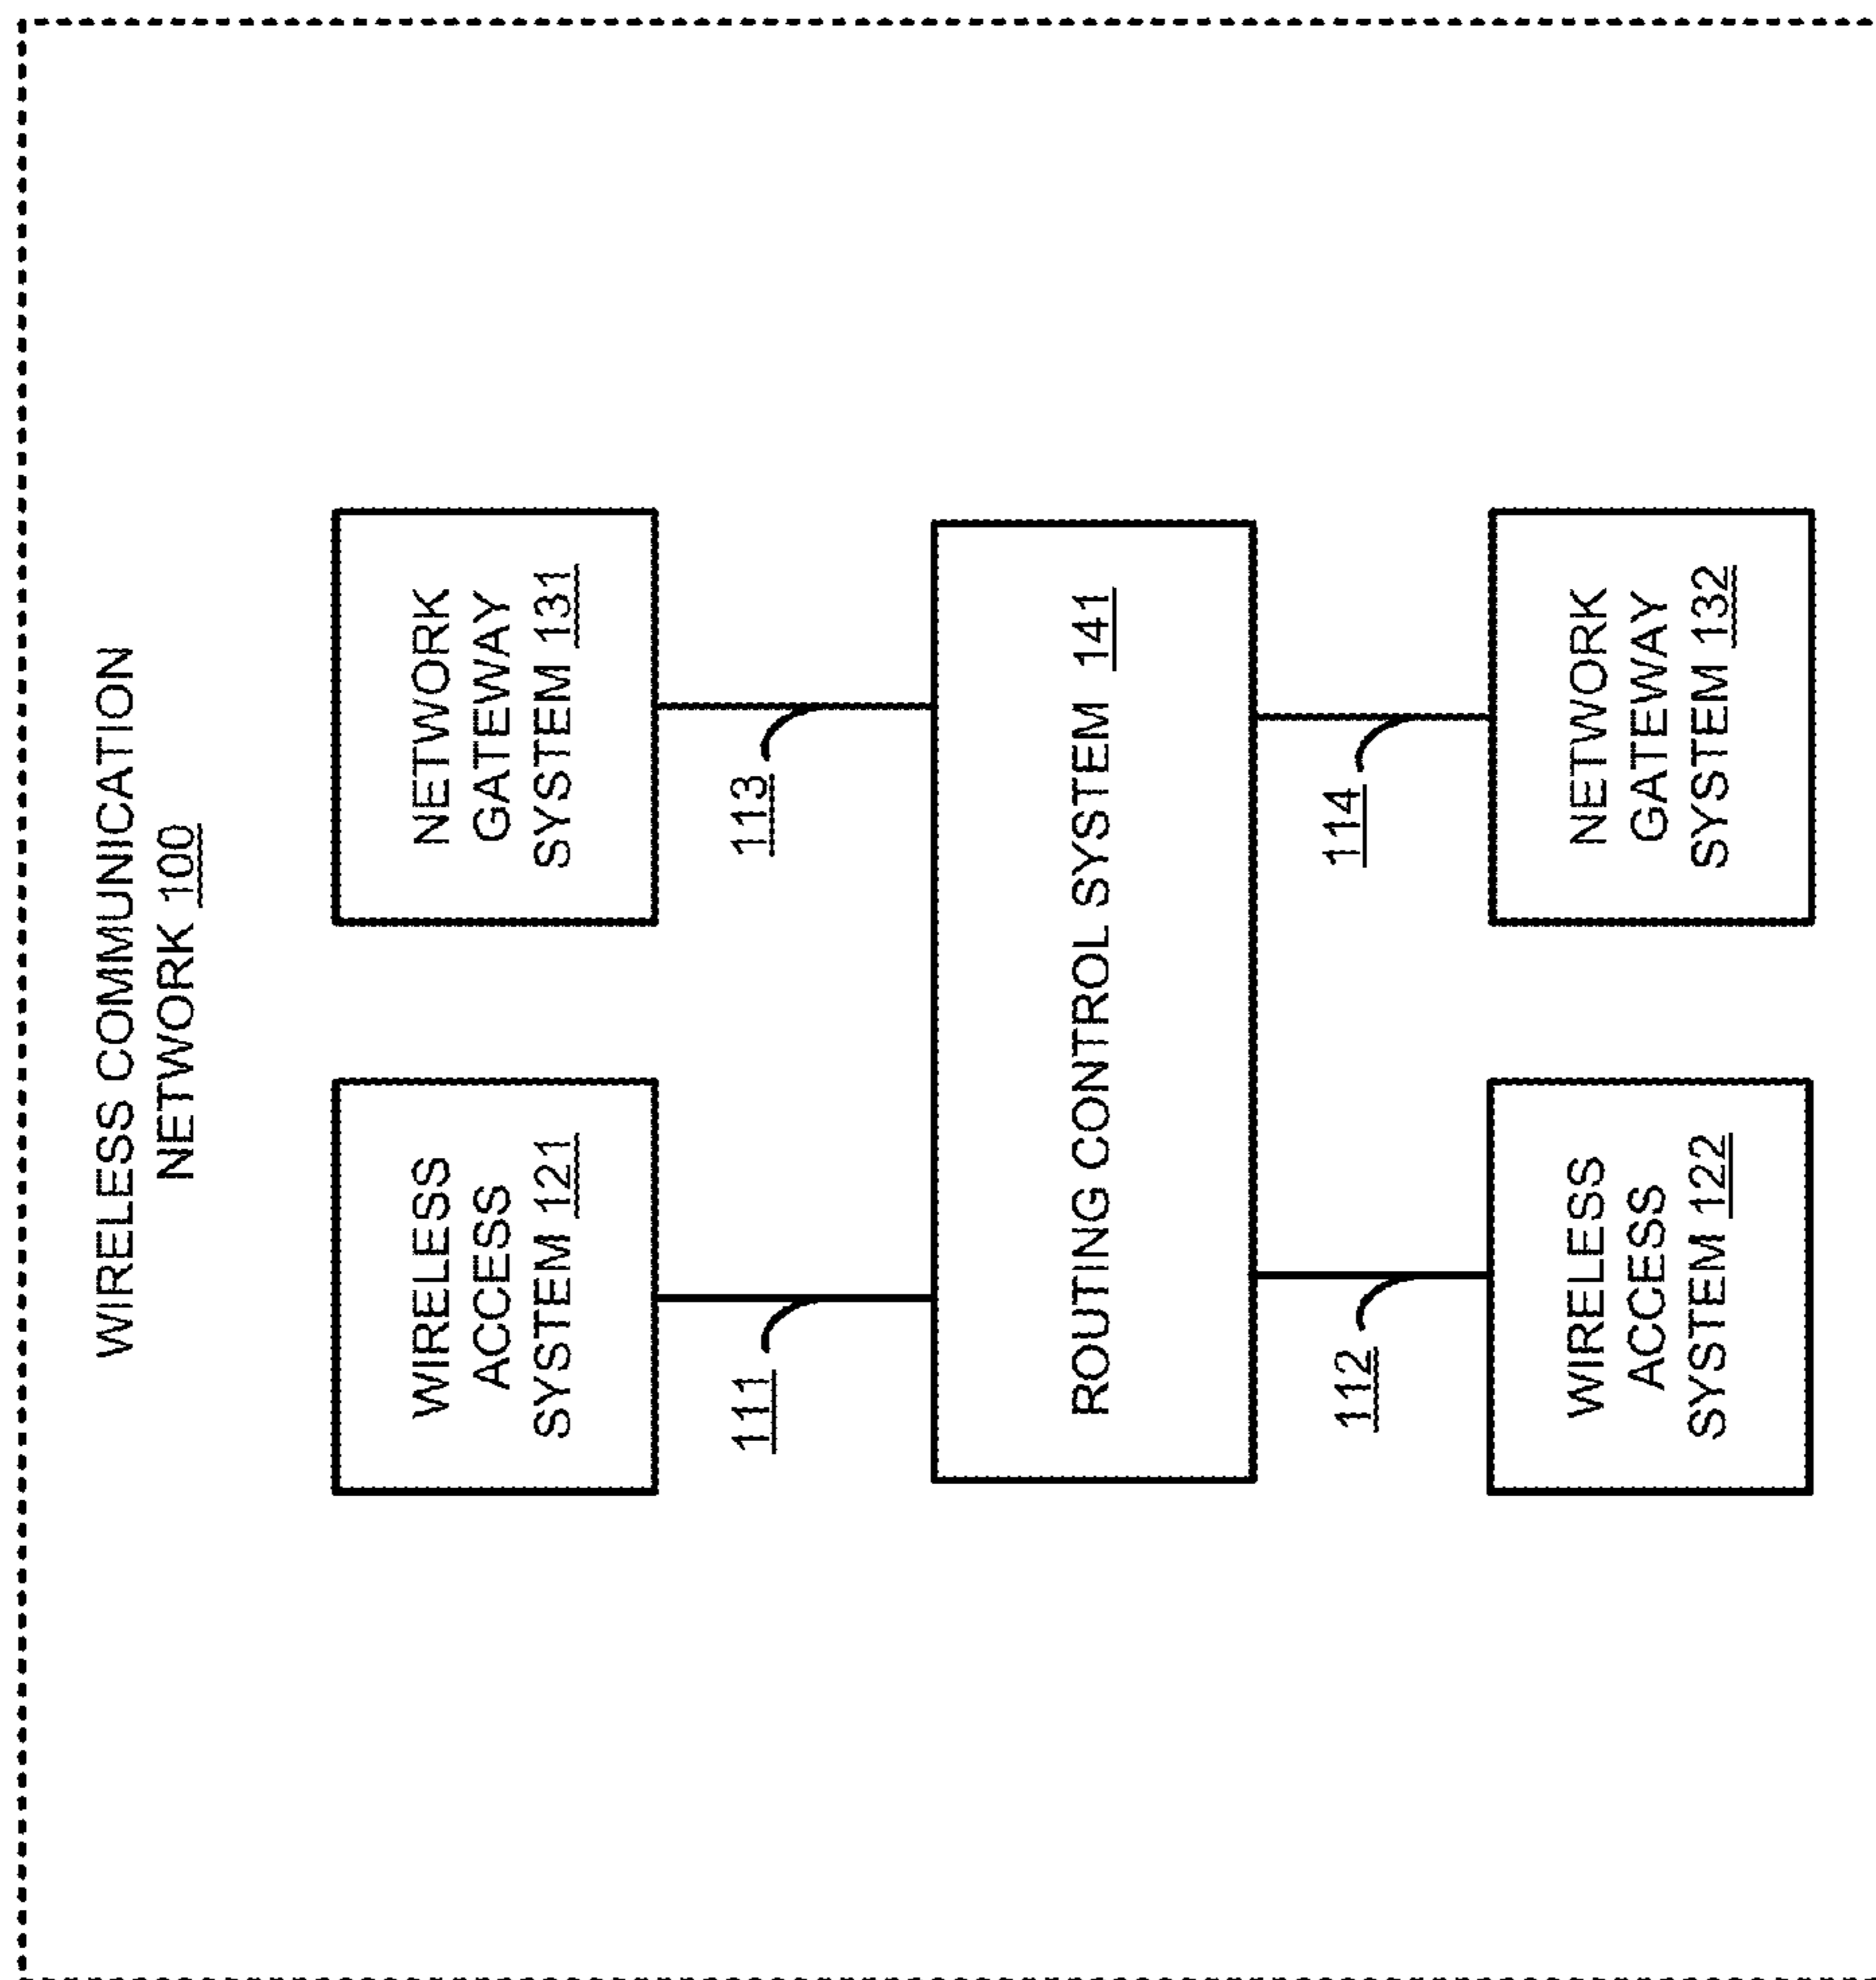 WIRELESS COMMUNICATION
NETWORK 100
WIRELESS
ACCESS
SYSTEM 121
NETWORK
GATEWAY
SYSTEM 131
111
113
ROUTING CONTROL SYSTEM 141
112
114
WIRELESS
ACCESS
SYSTEM 122
NETWORK
GATEWAY
SYSTEM 132